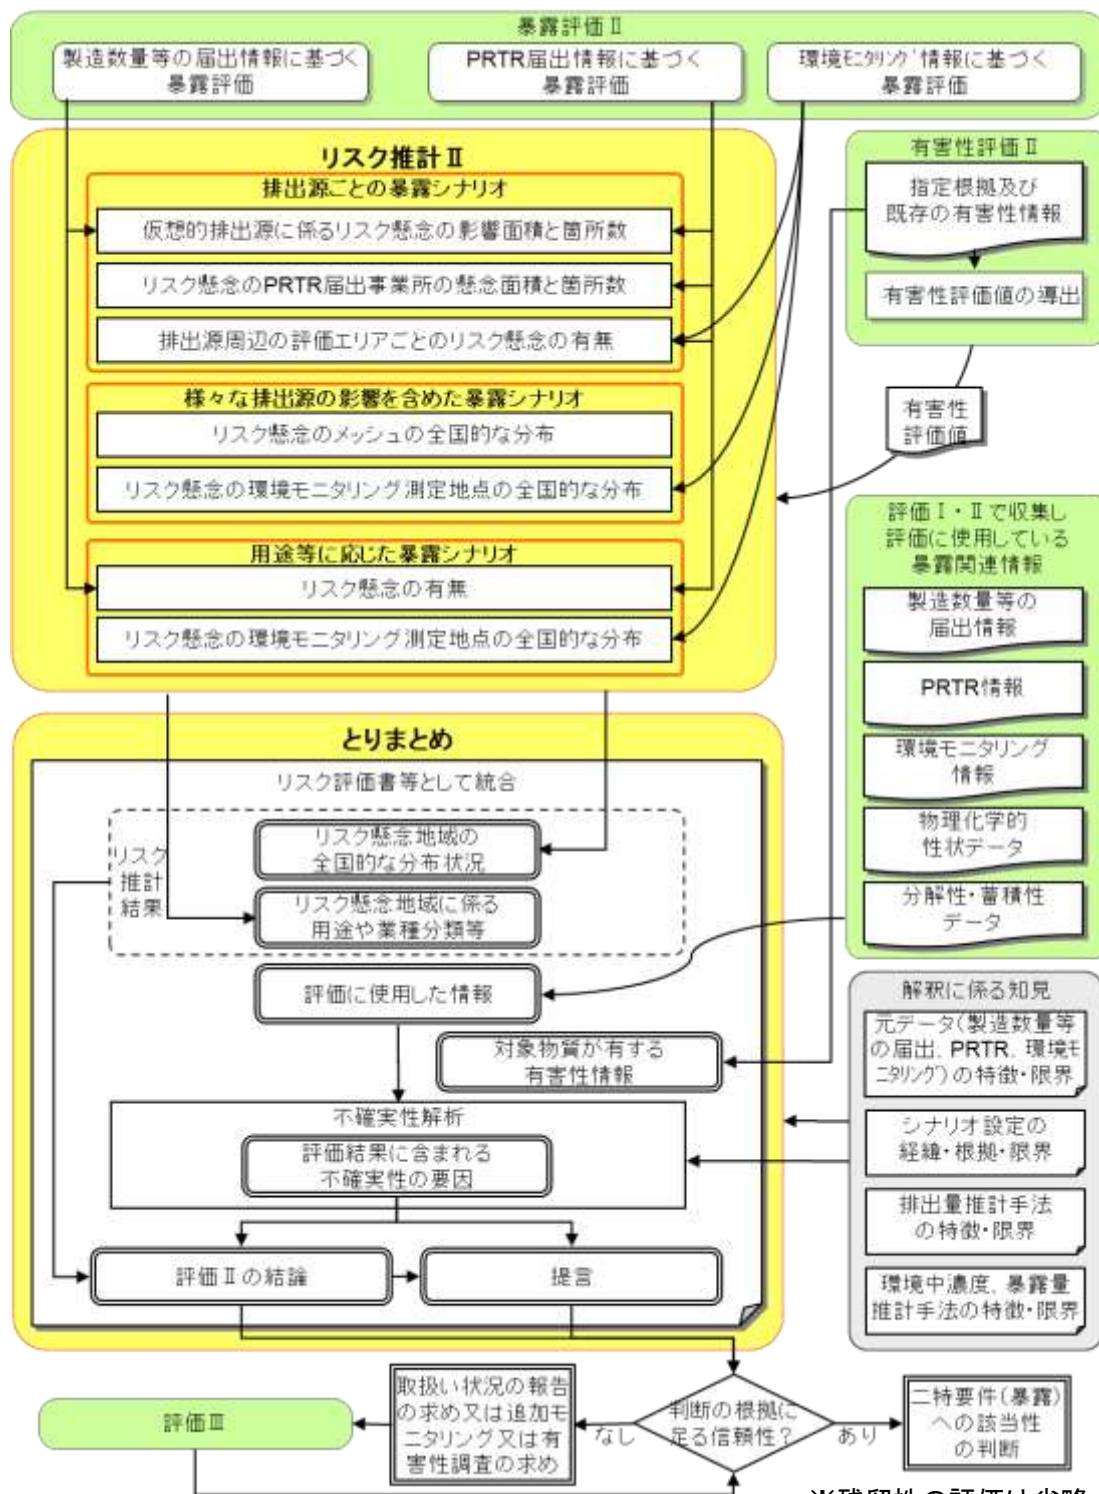 暴露評価Ⅱ
製造数量等の届出情報に基づく
暴露評価
PRTR届出情報に基づく
暴露評価
環境ﾓﾆﾀﾘﾝｸﾞ情報に基づく
暴露評価
リスク推計Ⅱ
排出源ごとの暴露シナリオ
仮想的排出源に係るリスク懸念の影響面積と箇所数
リスク懸念のPRTR届出事業所の懸念面積と箇所数
排出源周辺の評価エリアごとのリスク懸念の有無
様々な排出源の影響を含めた暴露シナリオ
リスク懸念のメッシュの全国的な分布
リスク懸念の環境モニタリング測定地点の全国的な分布
用途等に応じた暴露シナリオ
リスク懸念の有無
リスク懸念の環境モニタリング測定地点の全国的な分布
有害性評価Ⅱ
指定根拠及び
既存の有害性情報
有害性評価値の導出
有害性
評価値
評価Ⅰ・Ⅱで収集し
評価に使用している
暴露関連情報
製造数量等の
届出情報
PRTR情報
環境モニタリング
情報
物理化学的
性状データ
分解性・蓄積性
データ
とりまとめ
リスク評価書等として統合
リスク
推計
結果
リスク懸念地域の
全国的な分布状況
リスク懸念地域に係る
用途や業種分類等
評価に使用した情報
対象物質が有する
有害性情報
不確実性解析
評価結果に含まれる
不確実性の要因
評価Ⅱの結論
提言
解釈に係る知見
元データ(製造数量等
の届出、PRTR、環境ﾓ
ﾆﾀﾘﾝｸﾞ)の特徴・限界
シナリオ設定の
経緯・根拠・限界
排出量推計手法
の特徴・限界
環境中濃度、暴露量
推計手法の特徴・限界
評価Ⅲ
取扱い状況の報告
の求め又は追加モ
ニタリング又は有
害性調査の求め
なし
判断の根拠に
足る信頼性?
あり
二特要件(暴露)
への該当性
の判断
※残留性の評価は省略